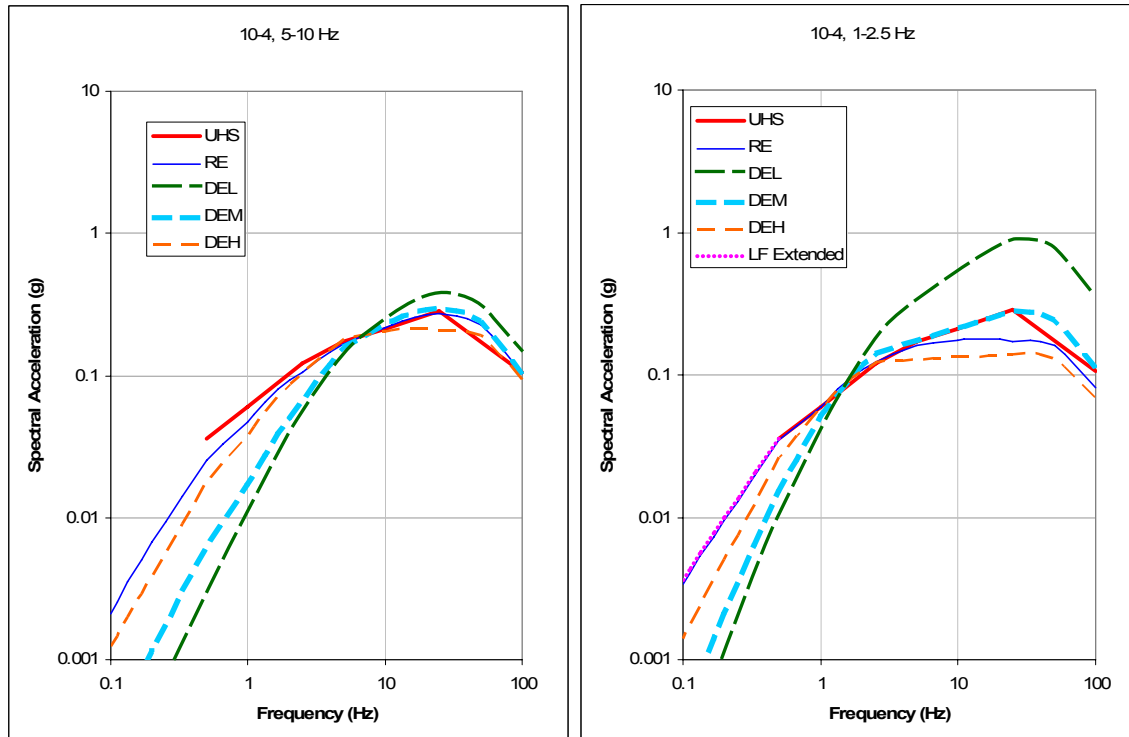 10-4, 5-10 Hz
10
1
0.1
0.01
0.001
0.1
1
10
100
Spectral Acceleration (g)
Frequency (Hz)
UHS
RE
DEL
DEM
DEH
10-4, 1-2.5 Hz
10
1
0.1
0.01
0.001
0.1
1
10
100
Spectral Acceleration (g)
Frequency (Hz)
UHS
RE
DEL
DEM
DEH
LF Extended